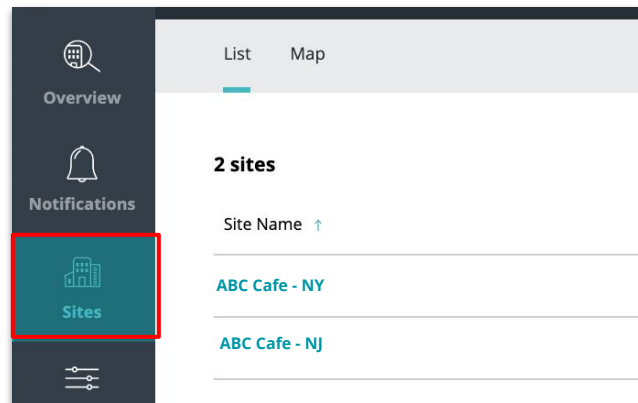 Overview
Notifications
Sites
List Map
2 sites
Site Name ↑
ABC Cafe - NY
ABC Cafe - NJ